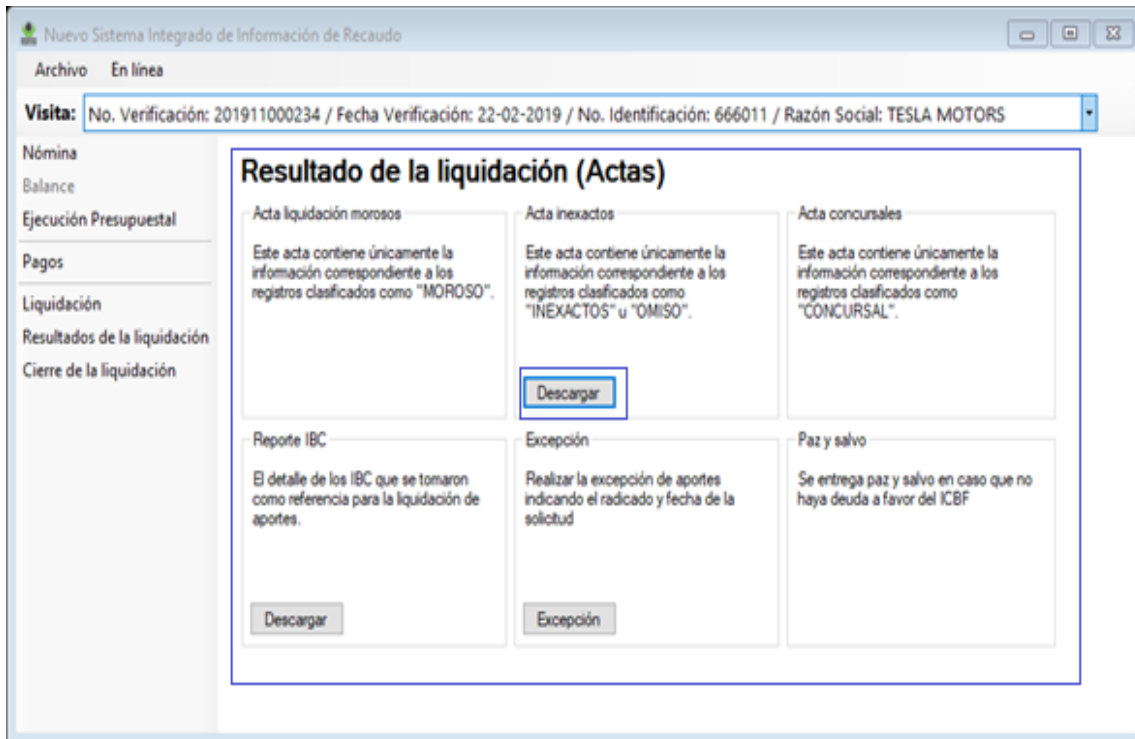 Nuevo Sistema Integrado de Información de Recaudo
Archivo En línea
Visita: No. Verificación: 201911000234 / Fecha Verificación: 22-02-2019 / No. Identificación: 666011 / Razón Social: TESLA MOTORS
Nómina
Balance
Ejecución Presupuestal
Pagos
Liquidación
Resultados de la liquidación
Cierre de la liquidación
Resultado de la liquidación (Actas)
Acta liquidación morosos
Este acta contiene únicamente la
información correspondiente a los
registros clasificados como "MOROSO".
Acta inexactos
Este acta contiene únicamente la
información correspondiente a los
registros clasificados como
"INEXACTOS" u "OMISO".
Descargar
Acta concursales
Este acta contiene únicamente la
información correspondiente a los
registros clasificados como
"CONCURSAL".
Reporte IBC
El detalle de los IBC que se tomaron
como referencia para la liquidación de
aportes.
Descargar
Excepción
Realizar la excepción de aportes
indicando el radicado y fecha de la
solicitud
Excepción
Paz y salvo
Se entrega paz y salvo en caso que no
haya deuda a favor del ICBF